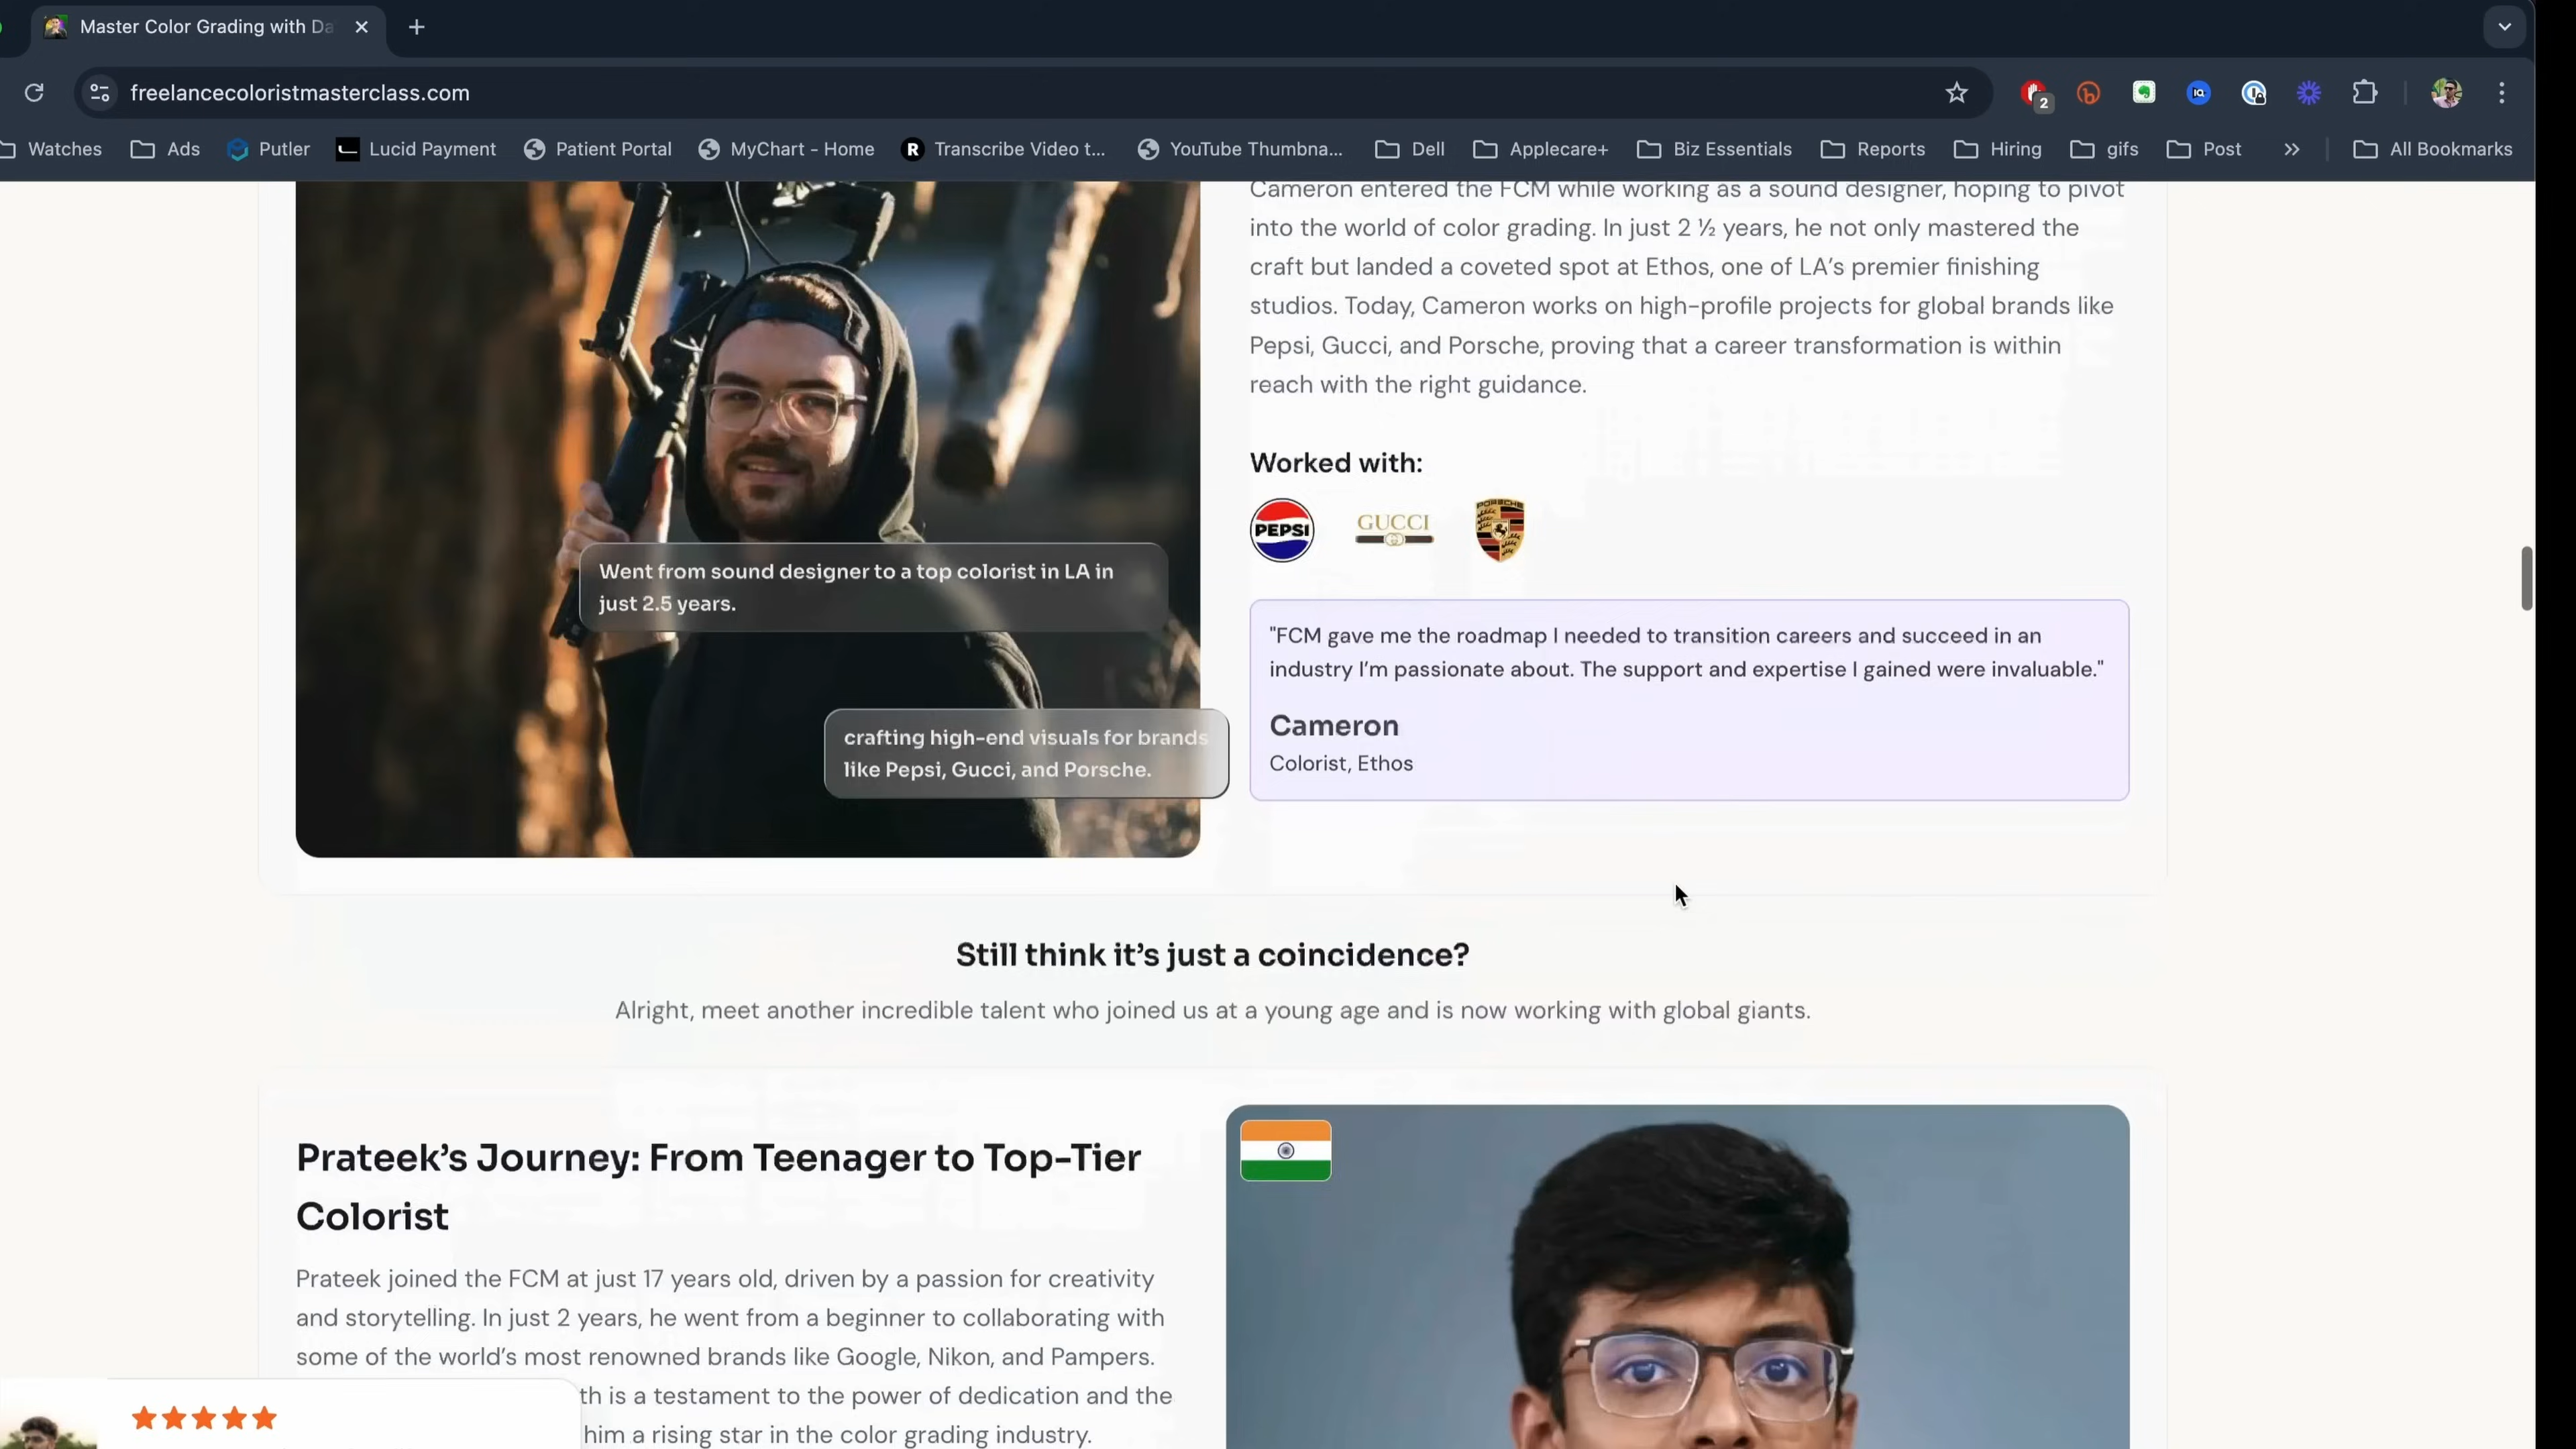 Master Color Grading with Da
freelancecoloristmasterclass.com
2
Watches
Ads
Putler
Lucid Payment
Patient Portal
MyChart - Home
R
Transcribe Video t...
YouTube Thumbna...
Dell
Applecare+
Biz Essentials
Reports
Hiring
gifs
Post
All Bookmarks
Cameron entered the FCM while working as a sound designer, hoping to pivot
into the world of color grading. In just 2 ½ years, he not only mastered the
craft but landed a coveted spot at Ethos, one of LA’s premier finishing
studios. Today, Cameron works on high-profile projects for global brands like
Pepsi, Gucci, and Porsche, proving that a career transformation is within
reach with the right guidance.
Worked with:
PEPSI
GUCCI
PORSCHE
Went from sound designer to a top colorist in LA in
just 2.5 years.
crafting high-end visuals for brands
like Pepsi, Gucci, and Porsche.
"FCM gave me the roadmap I needed to transition careers and succeed in an
industry I’m passionate about. The support and expertise I gained were invaluable."
Cameron
Colorist, Ethos
Still think it’s just a coincidence?
Alright, meet another incredible talent who joined us at a young age and is now working with global giants.
Prateek’s Journey: From Teenager to Top-Tier
Colorist
Prateek joined the FCM at just 17 years old, driven by a passion for creativity
and storytelling. In just 2 years, he went from a beginner to collaborating with
some of the world’s most renowned brands like Google, Nikon, and Pampers.
th is a testament to the power of dedication and the
him a rising star in the color grading industry.